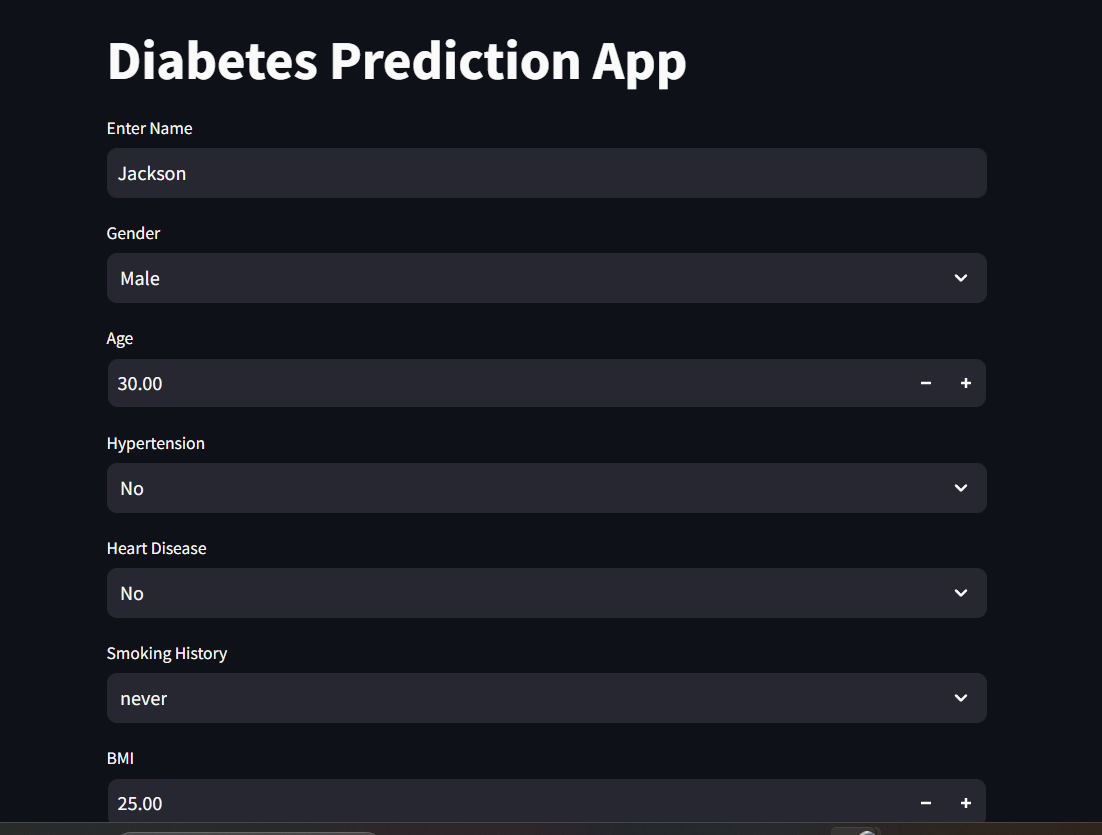 Diabetes Prediction App
Enter Name
Jackson
Gender
Male
Age
30.00
Hypertension
No
Heart Disease
No
Smoking History
never
BMI
25.00